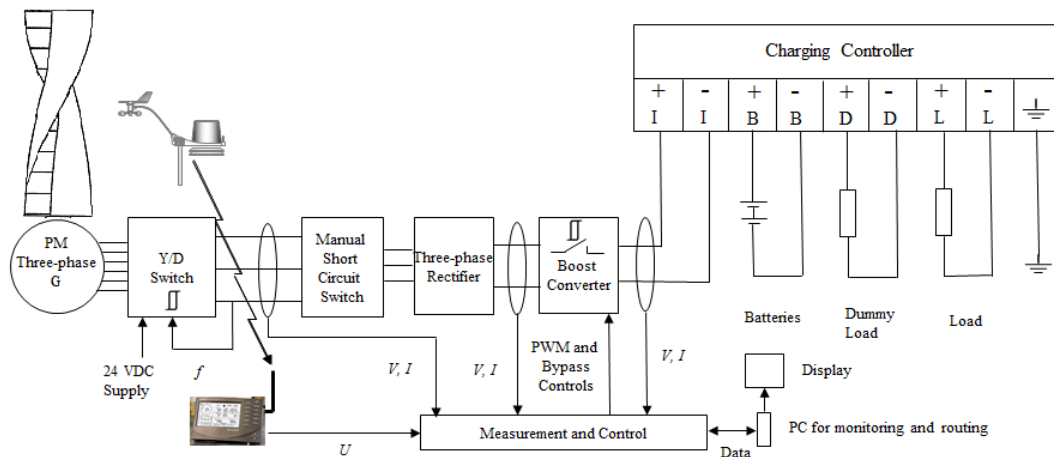 Charging Controller
+ - + - + - + -
I I B B D D L L
PM
Three-phase
G
Y/D
Switch
Manual
Short
Circuit
Switch
Three-phase
Rectifier
Boost
Converter
Batteries
Dummy
Load
Load
24 VDC
Supply
f
V, I
V, I
PWM and
Bypass
Controls
V, I
Display
U
Measurement and Control
Data
PC for monitoring and routing